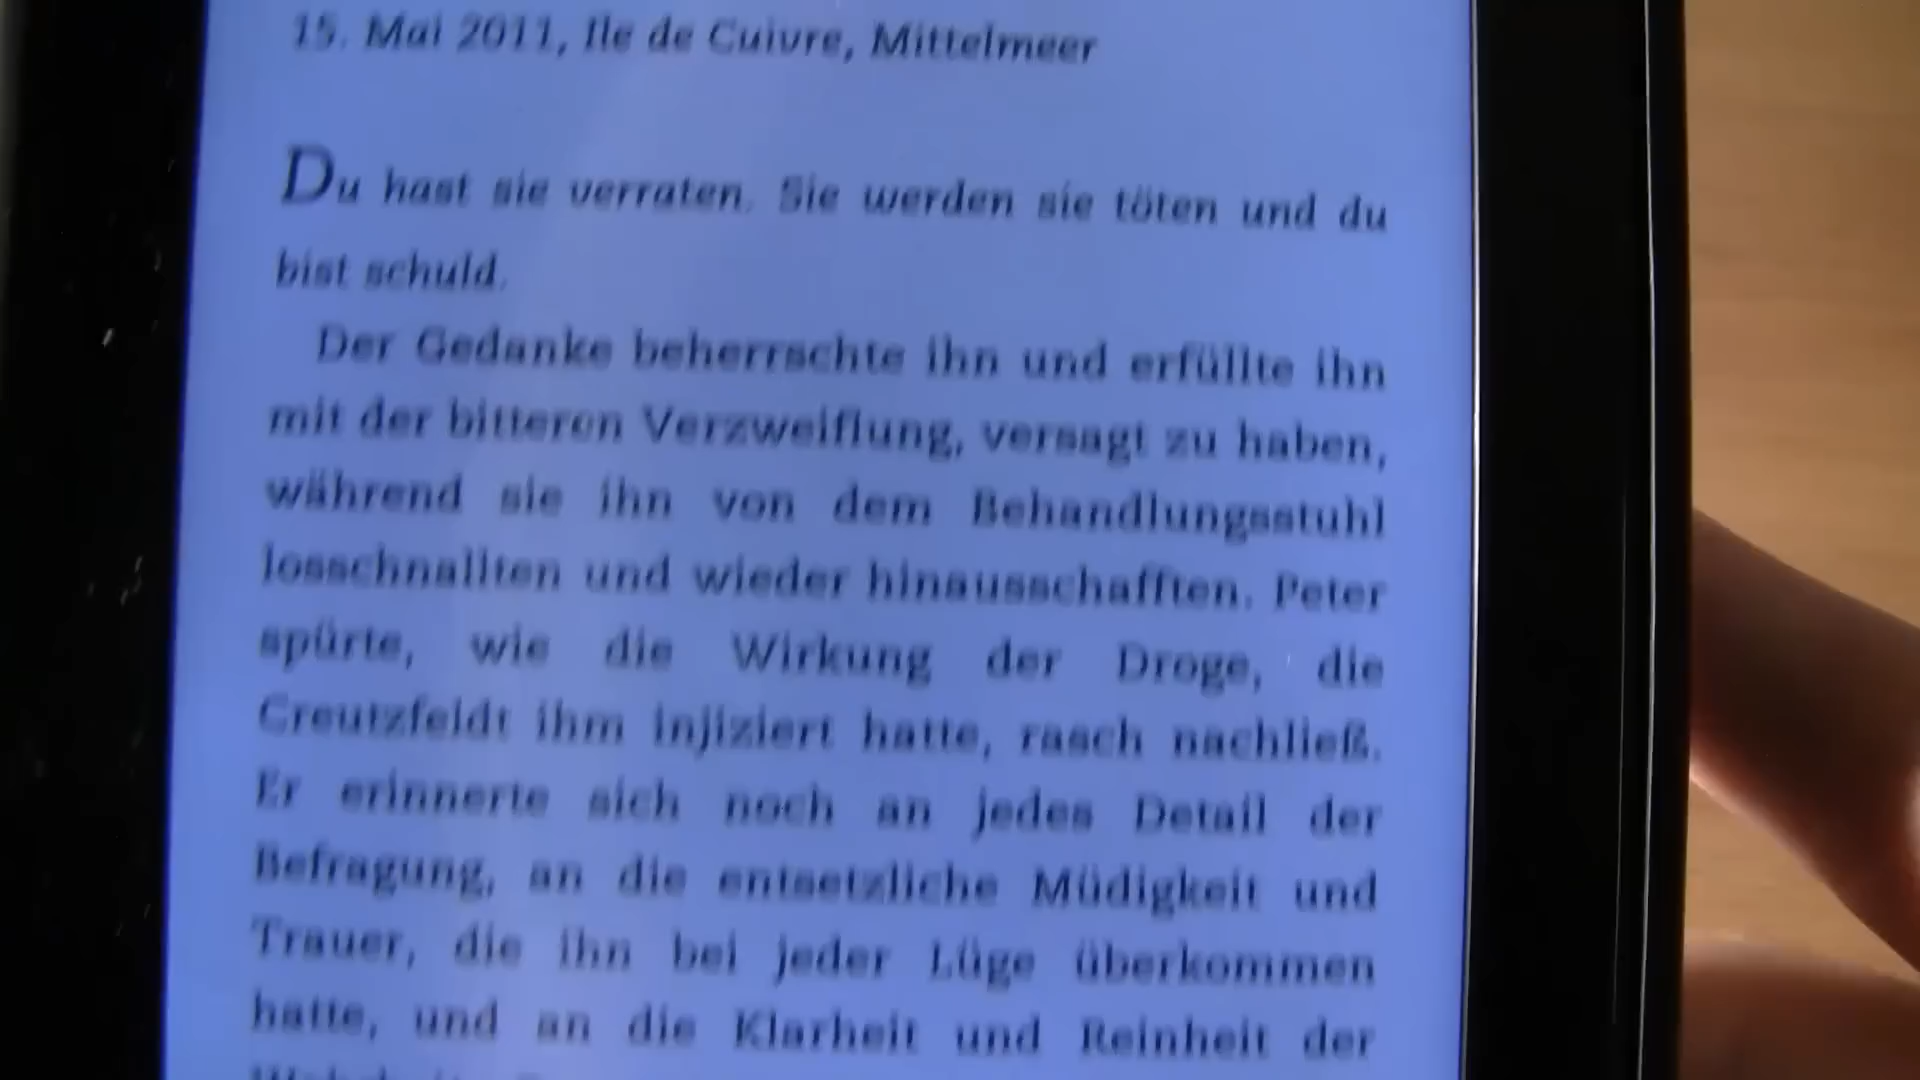 15. Mai 2011, Ile de Cuivre, Mittelmeer
Du hast sie verraten. Sie werden sie töten und du
bist schuld.
Der Gedanke beherrschte ihn und erfüllte ihn
mit der bitteren Verzweiflung, versagt zu haben,
während sie ihn von dem Behandlungsstuhl
losschnallten und wieder hinausschafften. Peter
spürte, wie die Wirkung der Droge, die
Creutzfeldt ihm injiziert hatte, rasch nachließ.
Er erinnerte sich noch an jedes Detail der
Befragung, an die entsetzliche Müdigkeit und
Trauer, die ihn bei jeder Lüge überkommen
hatte, und an die Klarheit und Reinheit der